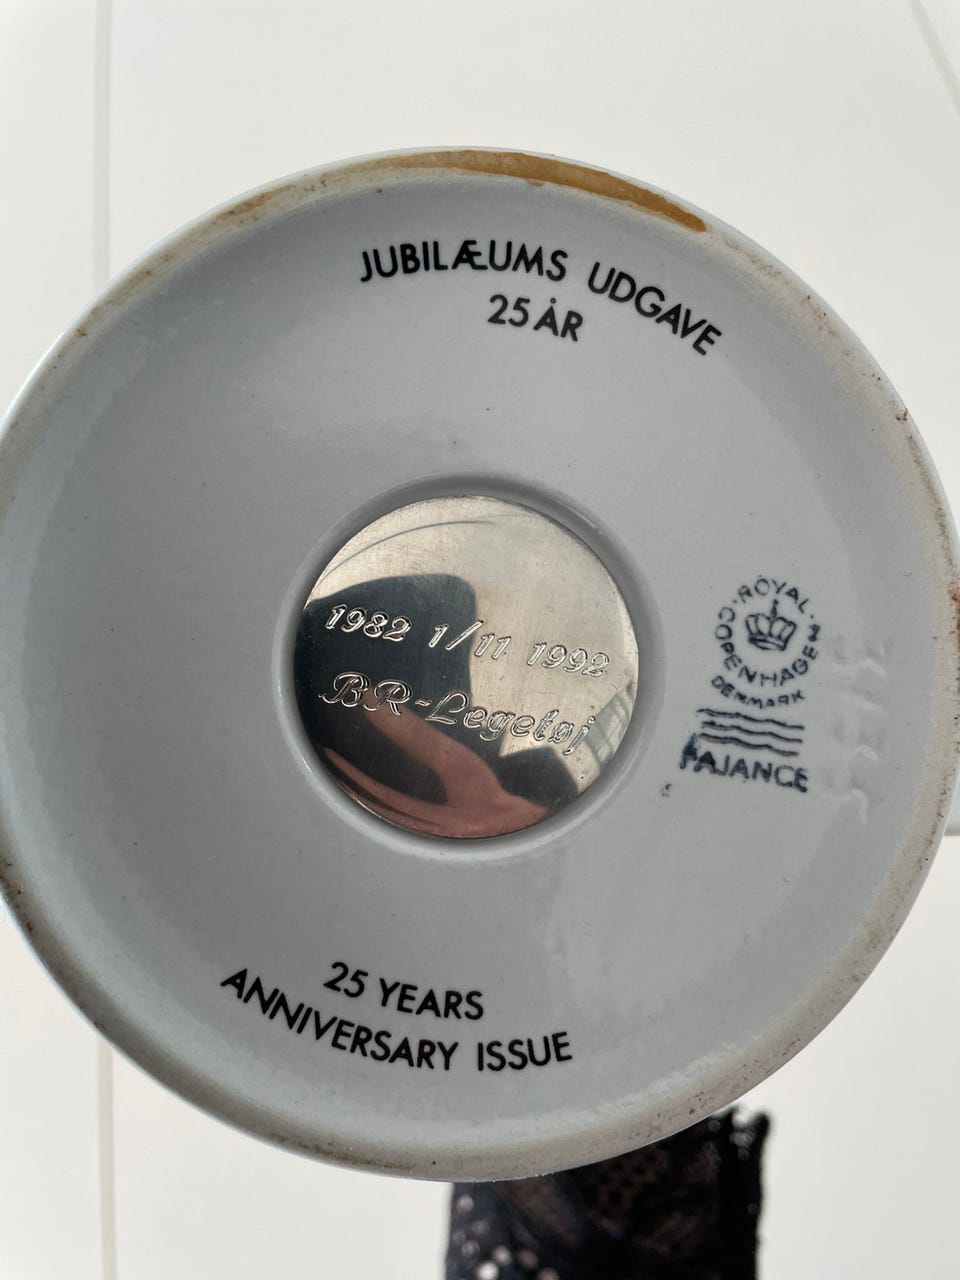 JUBILÆUMS UDGAVE
25 ÅR
1982 1/11 1992
BR-Legetøj
·ROYAL·
COPENHAGEN
DENMARK
FAJANCE
25 YEARS
ANNIVERSARY ISSUE